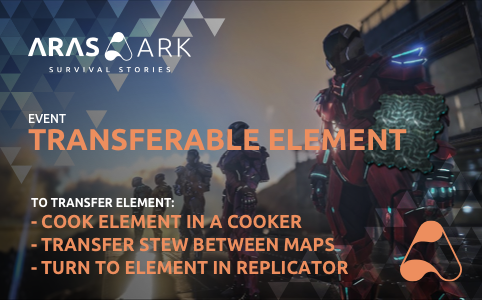 ARAS ARK
SURVIVAL STORIES
EVENT
TRANSFERABLE ELEMENT
TO TRANSFER ELEMENT:
- COOK ELEMENT IN A COOKER
- TRANSFER STEW BETWEEN MAPS
- TURN TO ELEMENT IN REPLICATOR